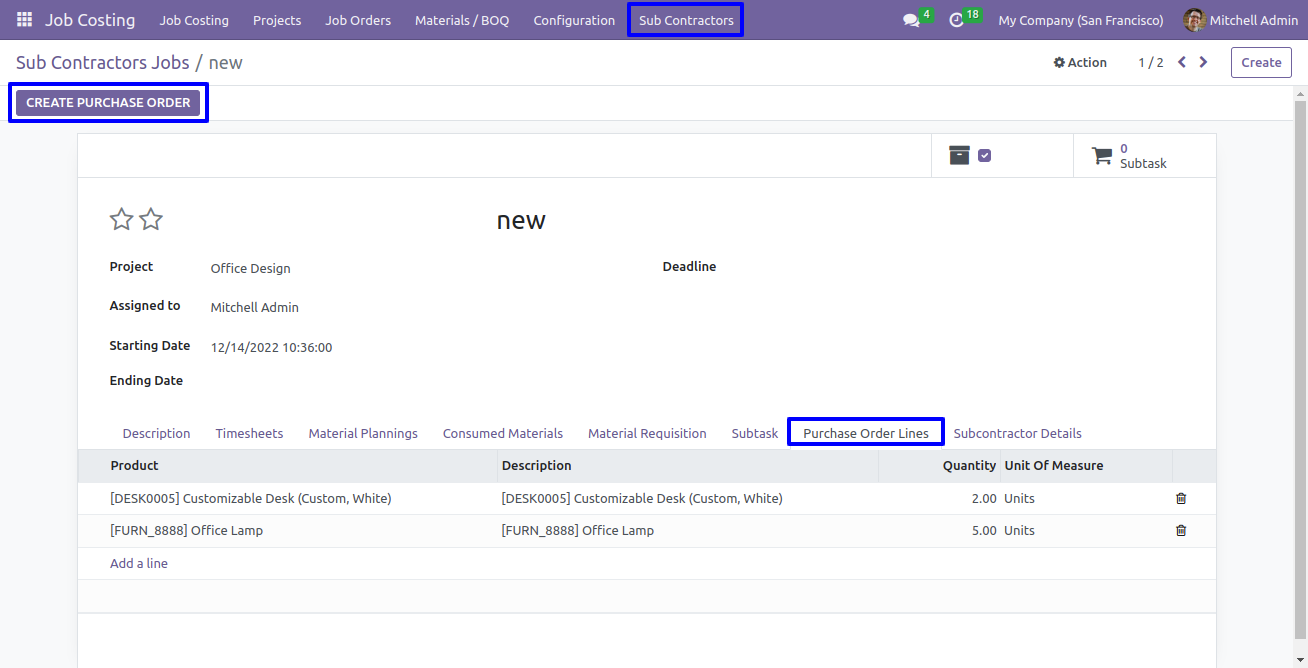 Job Costing Job Costing Projects Job Orders Materials / BOQ Configuration Sub Contractors 4 18 My Company (San Francisco) Mitchell Admin
Sub Contractors Jobs / new Action 1 / 2 Create
CREATE PURCHASE ORDER
0
Subtask
new
Project Office Design Deadline
Assigned to Mitchell Admin
Starting Date 12/14/2022 10:36:00
Ending Date
Description Timesheets Material Plannings Consumed Materials Material Requisition Subtask Purchase Order Lines Subcontractor Details
Product Description Quantity Unit Of Measure
[DESK0005] Customizable Desk (Custom, White) [DESK0005] Customizable Desk (Custom, White) 2.00 Units
[FURN_8888] Office Lamp [FURN_8888] Office Lamp 5.00 Units
Add a line